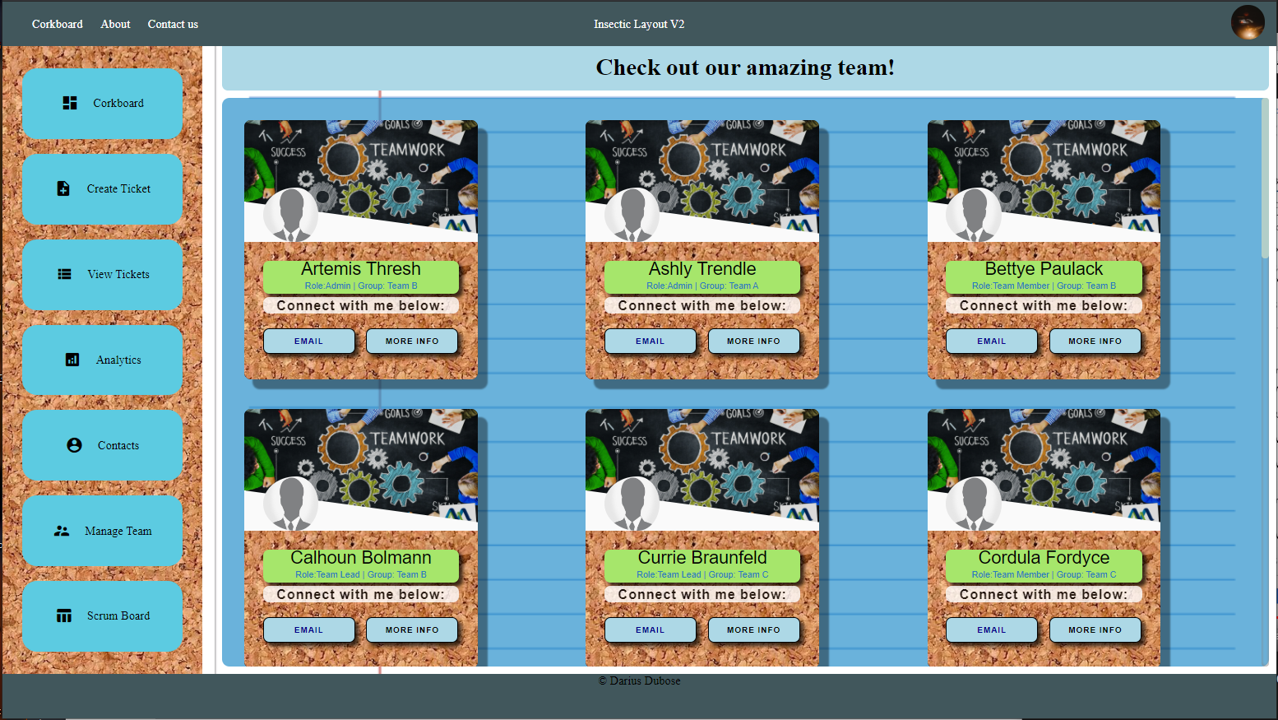 Corkboard About Contact us Insectic Layout V2
Check out our amazing team!
Corkboard
Create Ticket
View Tickets
Analytics
Contacts
Manage Team
Scrum Board
GOALS
SUCCESS
TEAMWORK
Artemis Thresh
Role:Admin | Group: Team B
Connect with me below:
EMAIL MORE INFO
GOALS
SUCCESS
TEAMWORK
Ashly Trendle
Role:Admin | Group: Team A
Connect with me below:
EMAIL MORE INFO
GOALS
SUCCESS
TEAMWORK
Bettye Paulack
Role:Team Member | Group: Team B
Connect with me below:
EMAIL MORE INFO
GOALS
SUCCESS
TEAMWORK
Calhoun Bolmann
Role:Team Lead | Group: Team B
Connect with me below:
EMAIL MORE INFO
GOALS
SUCCESS
TEAMWORK
Currie Braunfeld
Role:Team Lead | Group: Team C
Connect with me below:
EMAIL MORE INFO
GOALS
SUCCESS
TEAMWORK
Cordula Fordyce
Role:Team Member | Group: Team C
Connect with me below:
EMAIL MORE INFO
© Darius Dubose